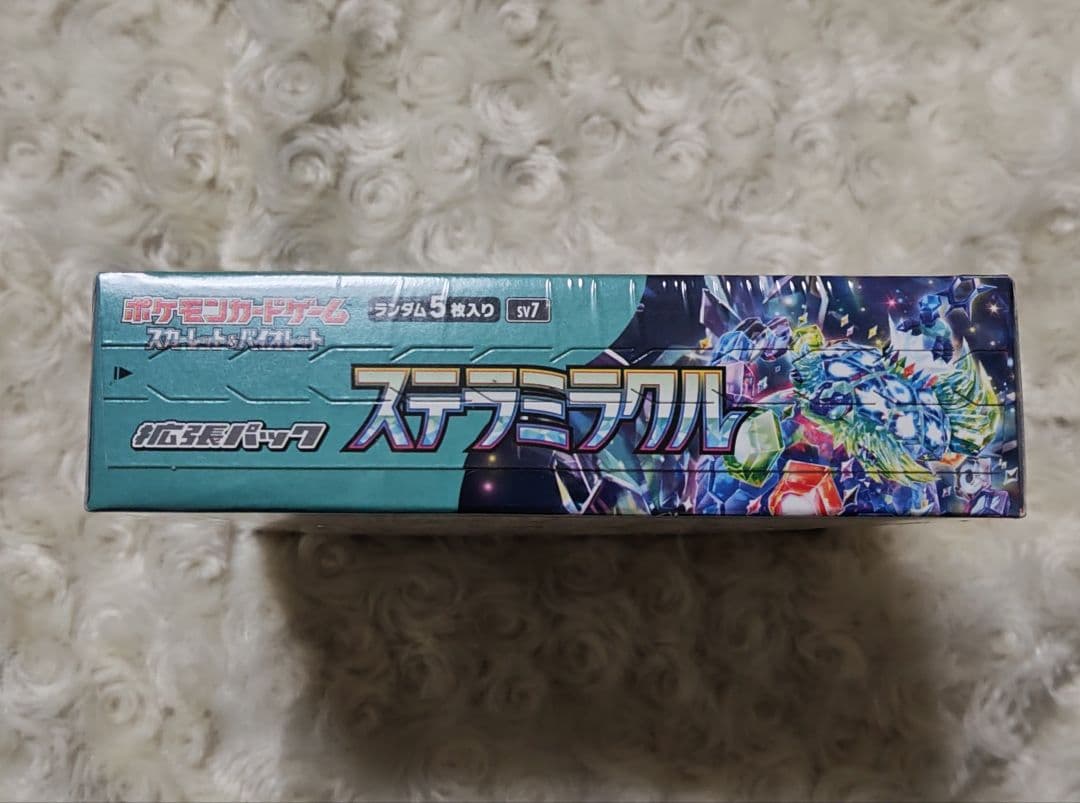 ポケモンカードゲーム
スカーレット&バイオレット
ランダム5枚入り
sv7
拡張パック
ステラミラクル